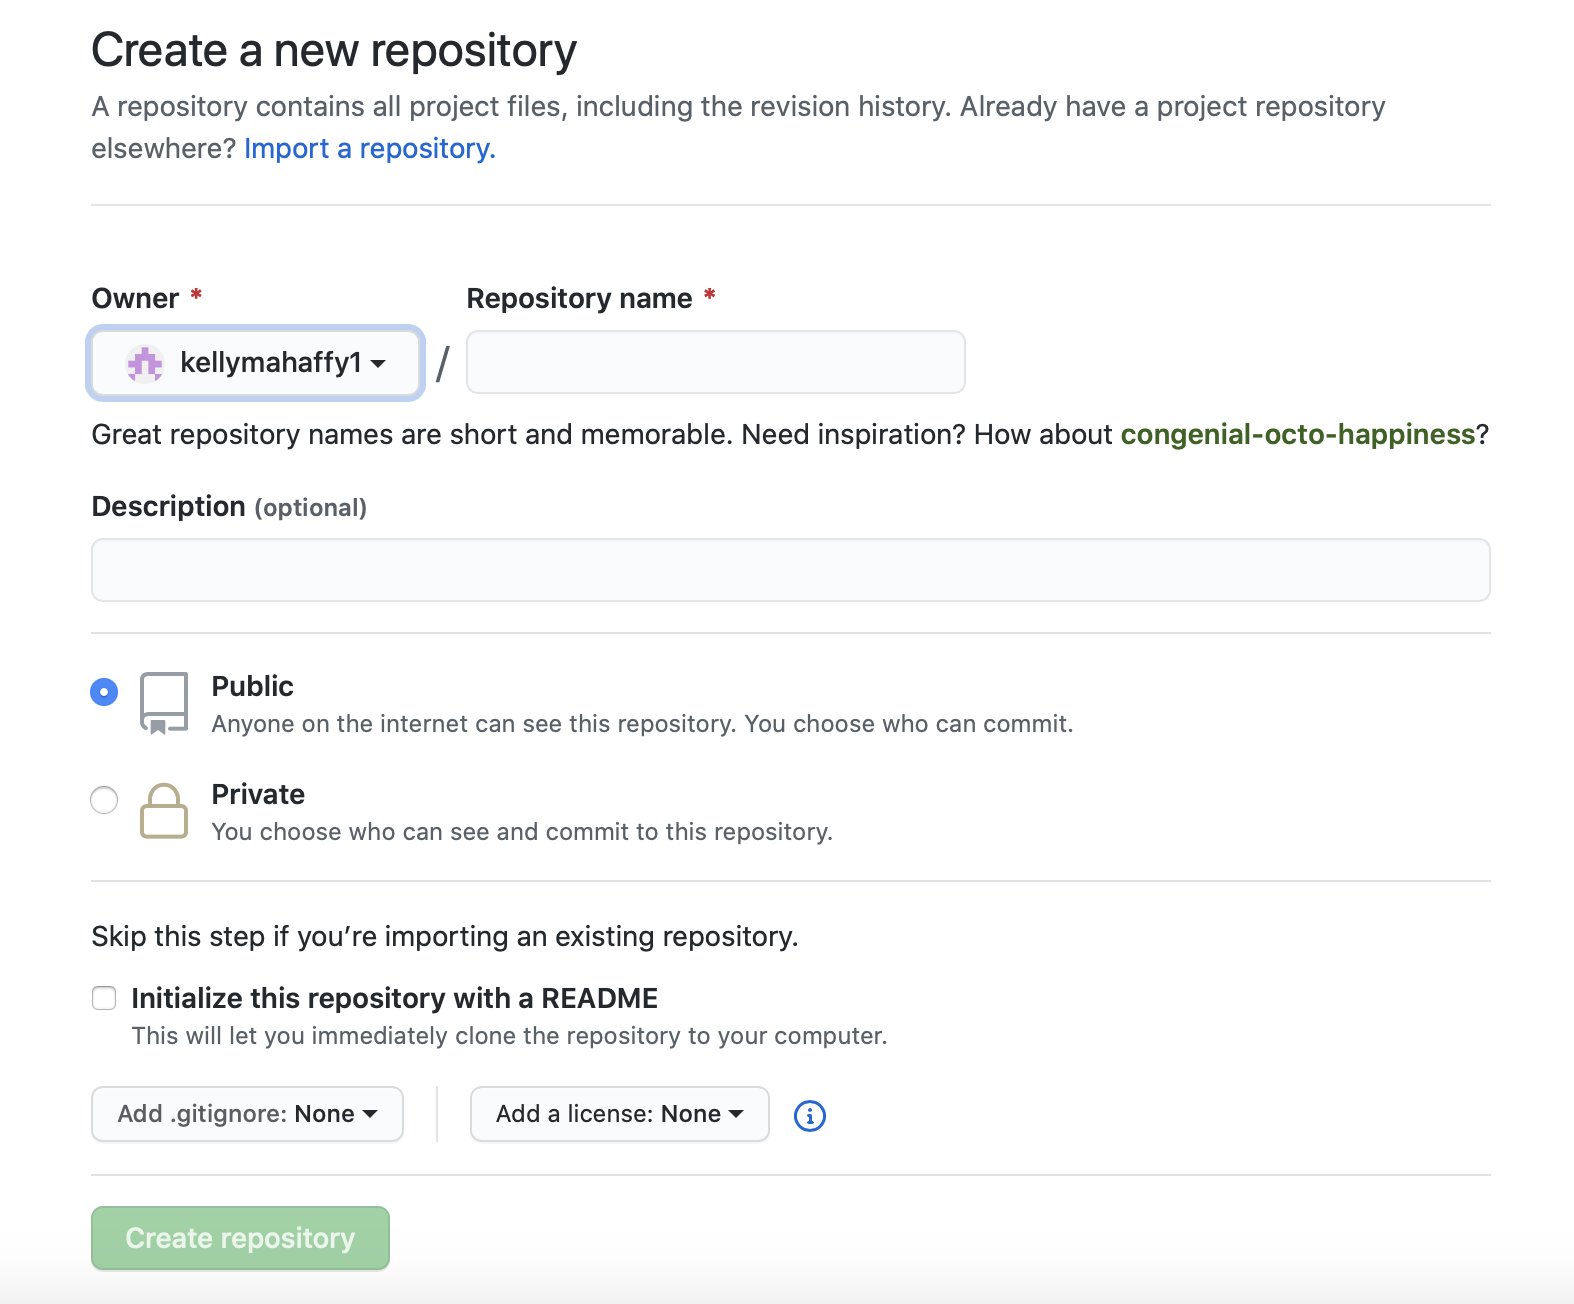 Create a new repository
A repository contains all project files, including the revision history. Already have a project repository
elsewhere? Import a repository.
Owner * Repository name *
kellymahaffy1 /
Great repository names are short and memorable. Need inspiration? How about congenial-octo-happiness?
Description (optional)
Public
Anyone on the internet can see this repository. You choose who can commit.
Private
You choose who can see and commit to this repository.
Skip this step if you’re importing an existing repository.
Initialize this repository with a README
This will let you immediately clone the repository to your computer.
Add .gitignore: None Add a license: None
Create repository